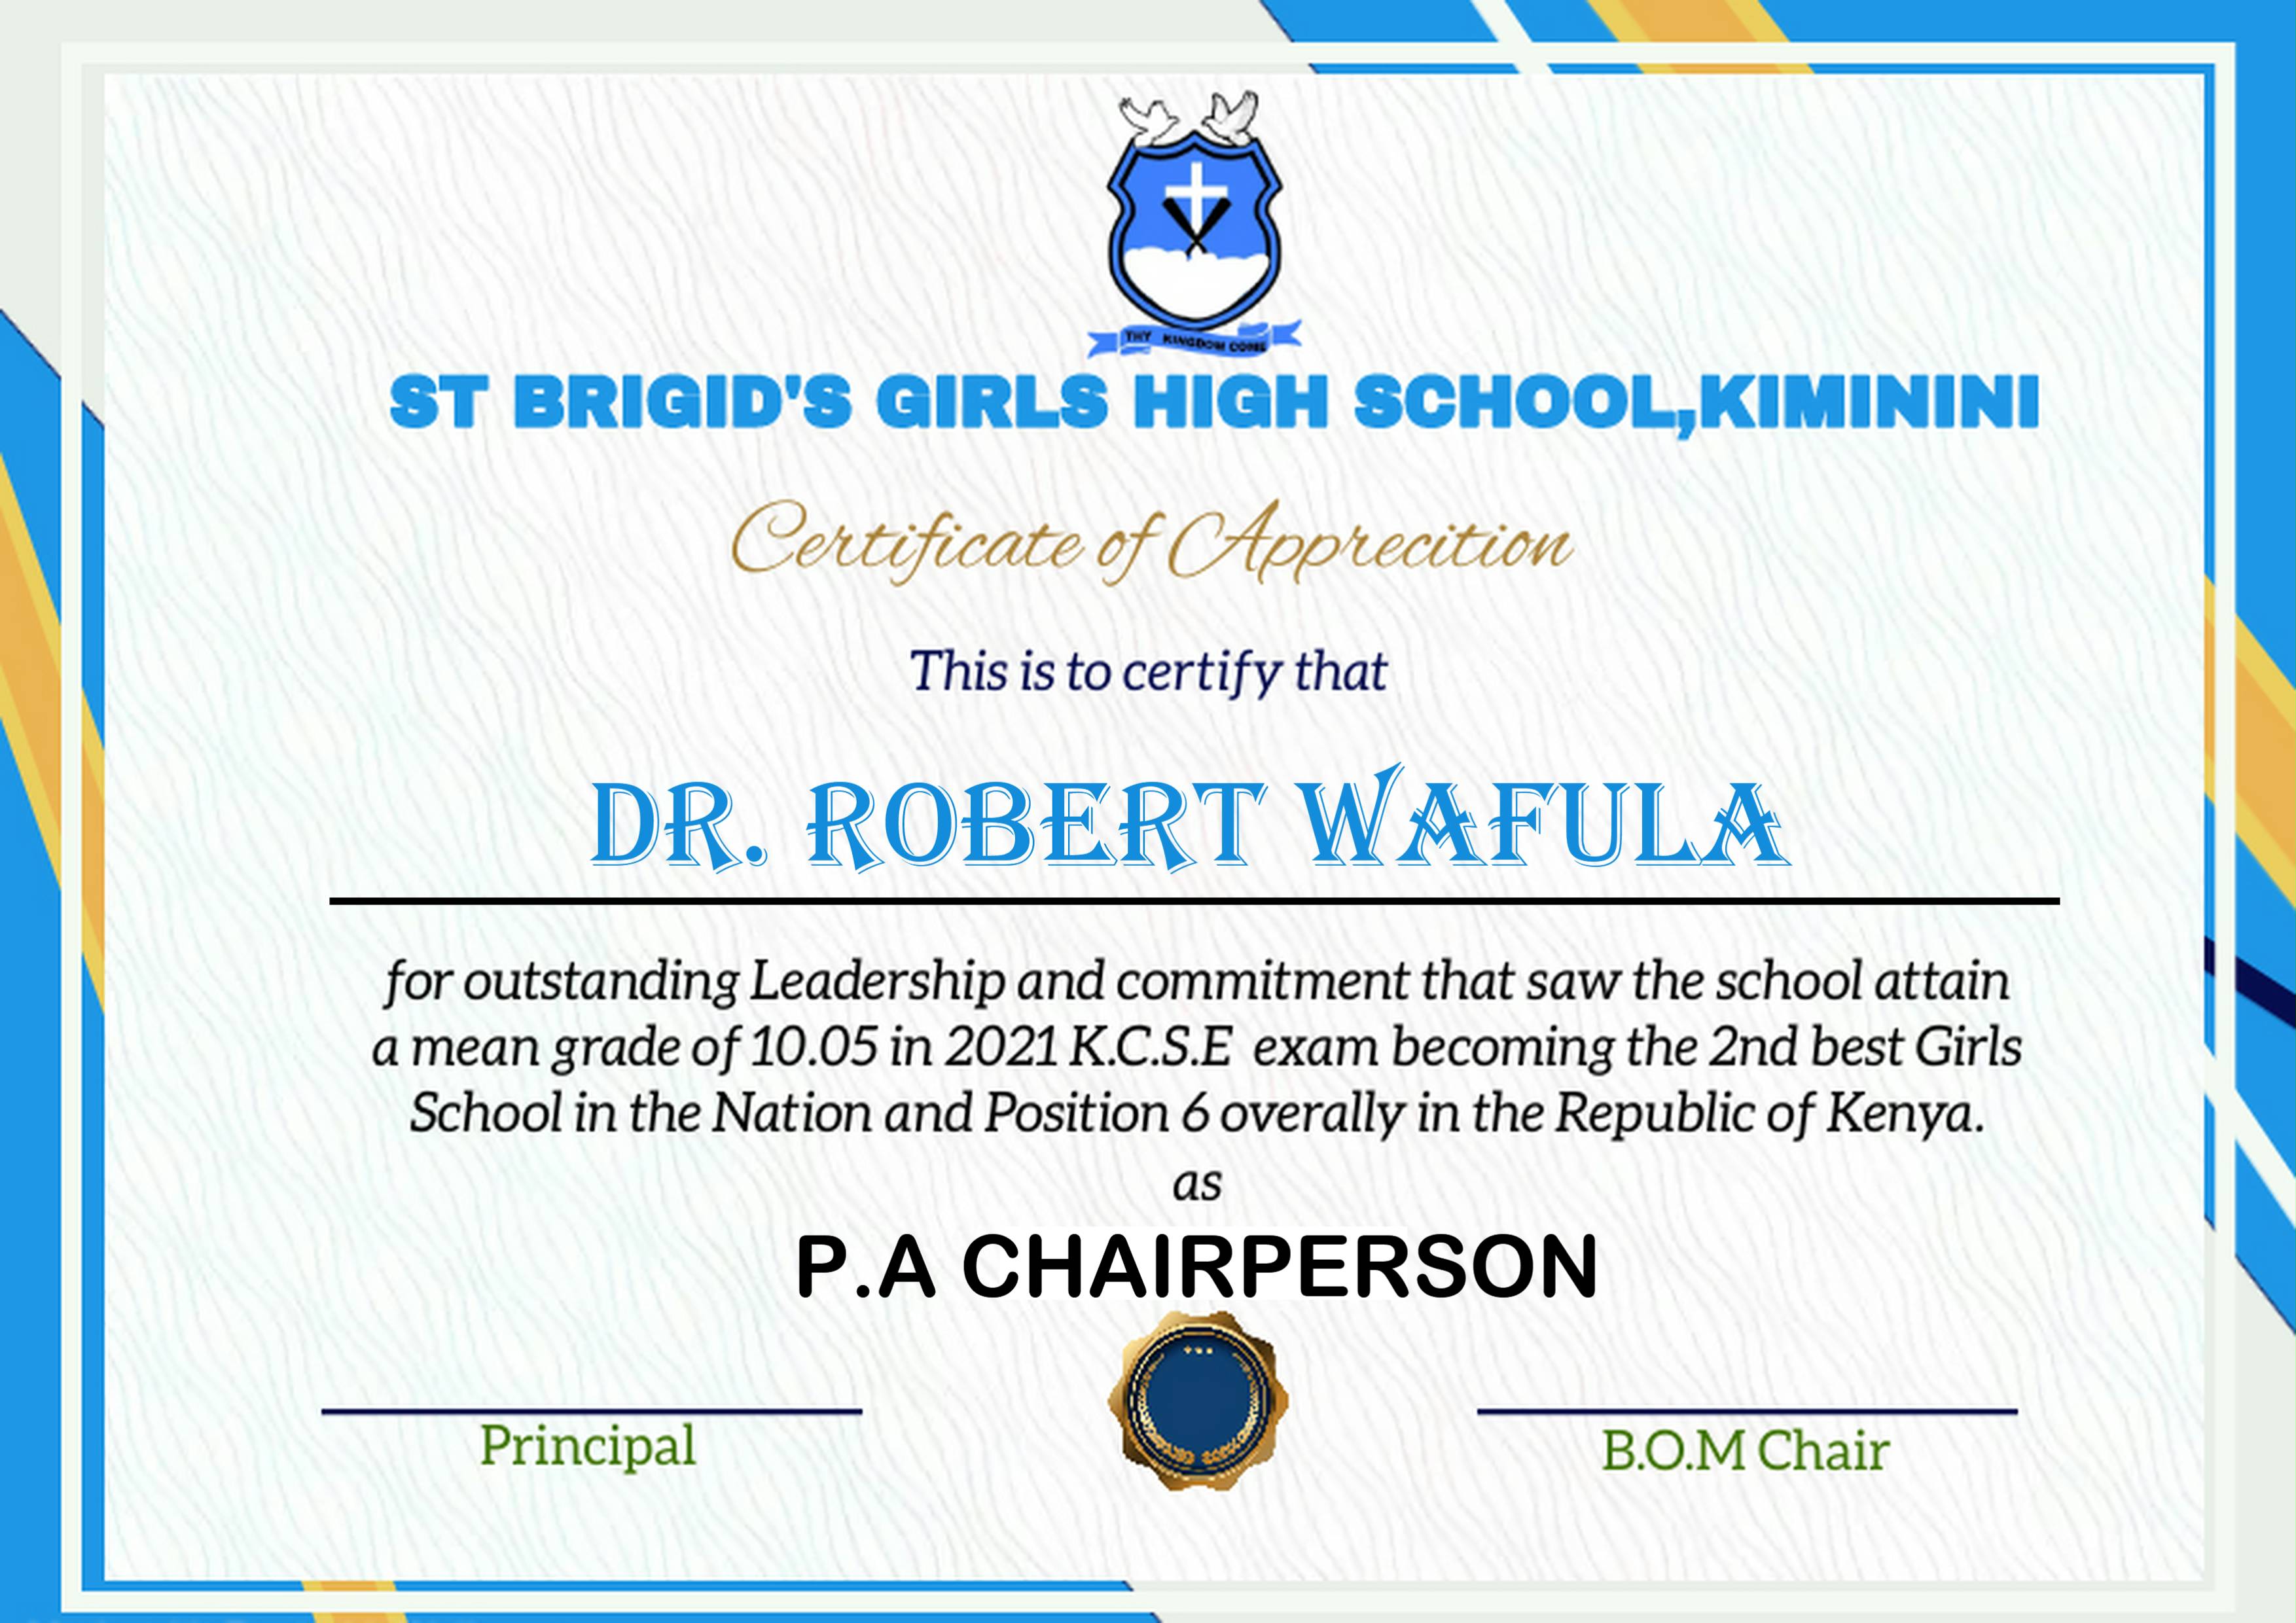 THY KINGDOM COME
ST BRIGID'S GIRLS HIGH SCHOOL,KIMININI
Certificate of Apprecition
This is to certify that
DR. ROBERT WAFULA
for outstanding Leadership and commitment that saw the school attain
a mean grade of 10.05 in 2021 K.C.S.E exam becoming the 2nd best Girls
School in the Nation and Position 6 overally in the Republic of Kenya.
as
P.A CHAIRPERSON
Principal
B.O.M Chair